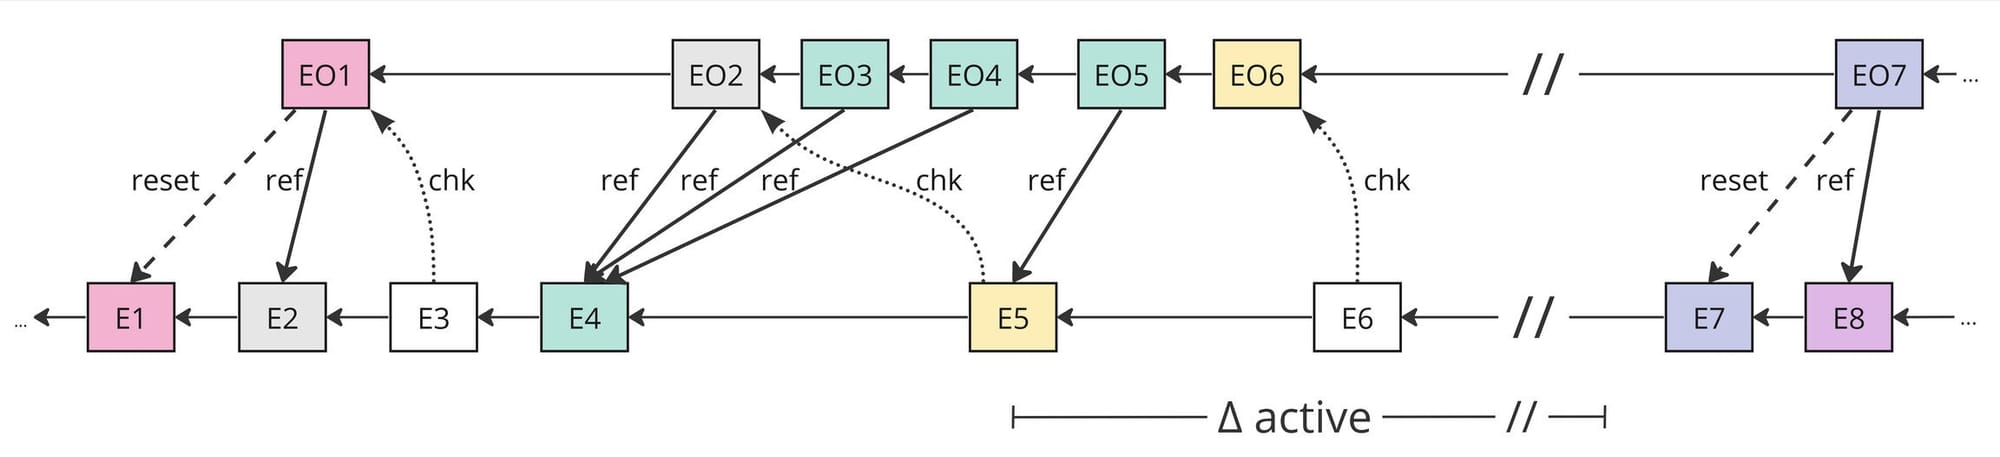 EO1 EO2 EO3 EO4 EO5 EO6 // EO7 ...
reset ref chk ref ref ref chk ref chk reset ref
... E1 E2 E3 E4 E5 E6 // E7 E8 ...
Δ active //